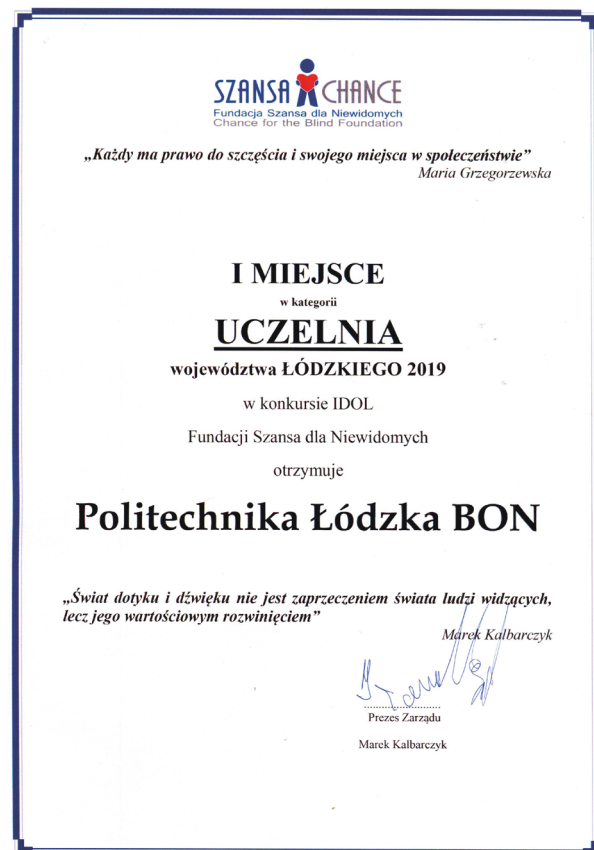 SZANSA CHANCE
Fundacja Szansa dla Niewidomych
Chance for the Blind Foundation
„Każdy ma prawo do szczęścia i swojego miejsca w społeczeństwie”
Maria Grzegorzewska
I MIEJSCE
w kategorii
UCZELNIA
województwa ŁÓDZKIEGO 2019
w konkursie IDOL
Fundacji Szansa dla Niewidomych
otrzymuje
Politechnika Łódzka BON
„Świat dotyku i dźwięku nie jest zaprzeczeniem świata ludzi widzących,
lecz jego wartościowym rozwinięciem”
Marek Kalbarczyk
Prezes Zarządu
Marek Kalbarczyk